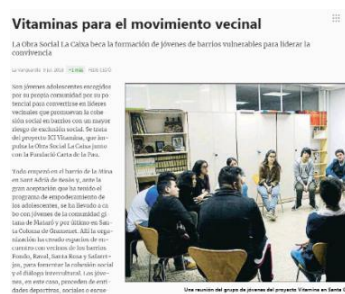 Vitaminas para el movimiento vecinal
La Obra Social La Caixa beca la formación de jóvenes de barrios vulnerables para liderar la
convivencia
La Vanguardia
Son jóvenes adolescentes escogidos
por su propia comunidad por su po-
tencial para convertirse en líderes
vecinales que promuevan la cohe
sión social en barrios con un mayor
riesgo de exclusión social. Se trata
del proyecto ICI Vitamina, que im-
pulsa la Obra Social La Caixa junto
con la Fundació Carta de la Pau.
Todo empezó en el barrio de la Mina
en Sant Adrià de Besòs y, ante la
gran aceptación que ha tenido el
programa de empoderamiento de
los adolescentes, se ha llevado a ca
bo con jóvenes de la comunidad gi
tana de Mataró y por último en San
ta Coloma de Gramenet. Allí la orga-
nización ha creado espacios de en-
cuentro con vecinos de los barrios
Fondo, Raval, Santa Rosa y Safaret-
jos, para fomentar la cohesión social
y el diálogo intercultural. Los jóve-
nes, en este caso, proceden de enti-
dades deportivas, sociales o escue
Una reunión del grupo de jóvenes del proyecto Vitamina en Santa C